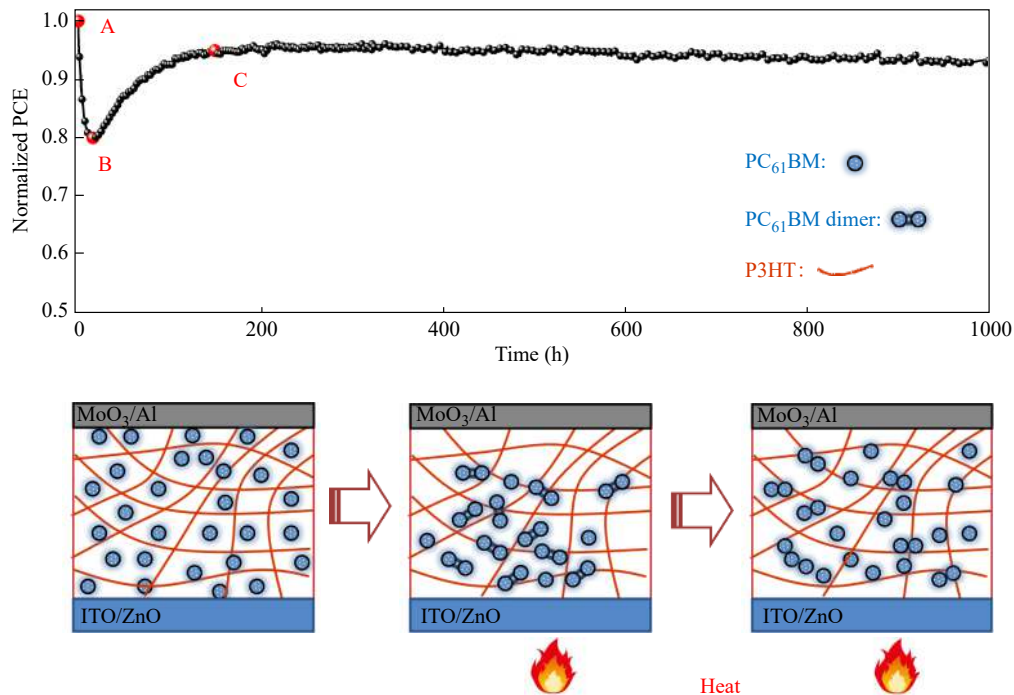 1.0
0.9
0.8
0.7
0.6
0.5
Normalized PCE
A
B
C
PC₆₁BM:
PC₆₁BM dimer:
P3HT:
0
200
400
600
800
1000
Time (h)
MoO₃/Al
MoO₃/Al
MoO₃/Al
ITO/ZnO
ITO/ZnO
ITO/ZnO
Heat